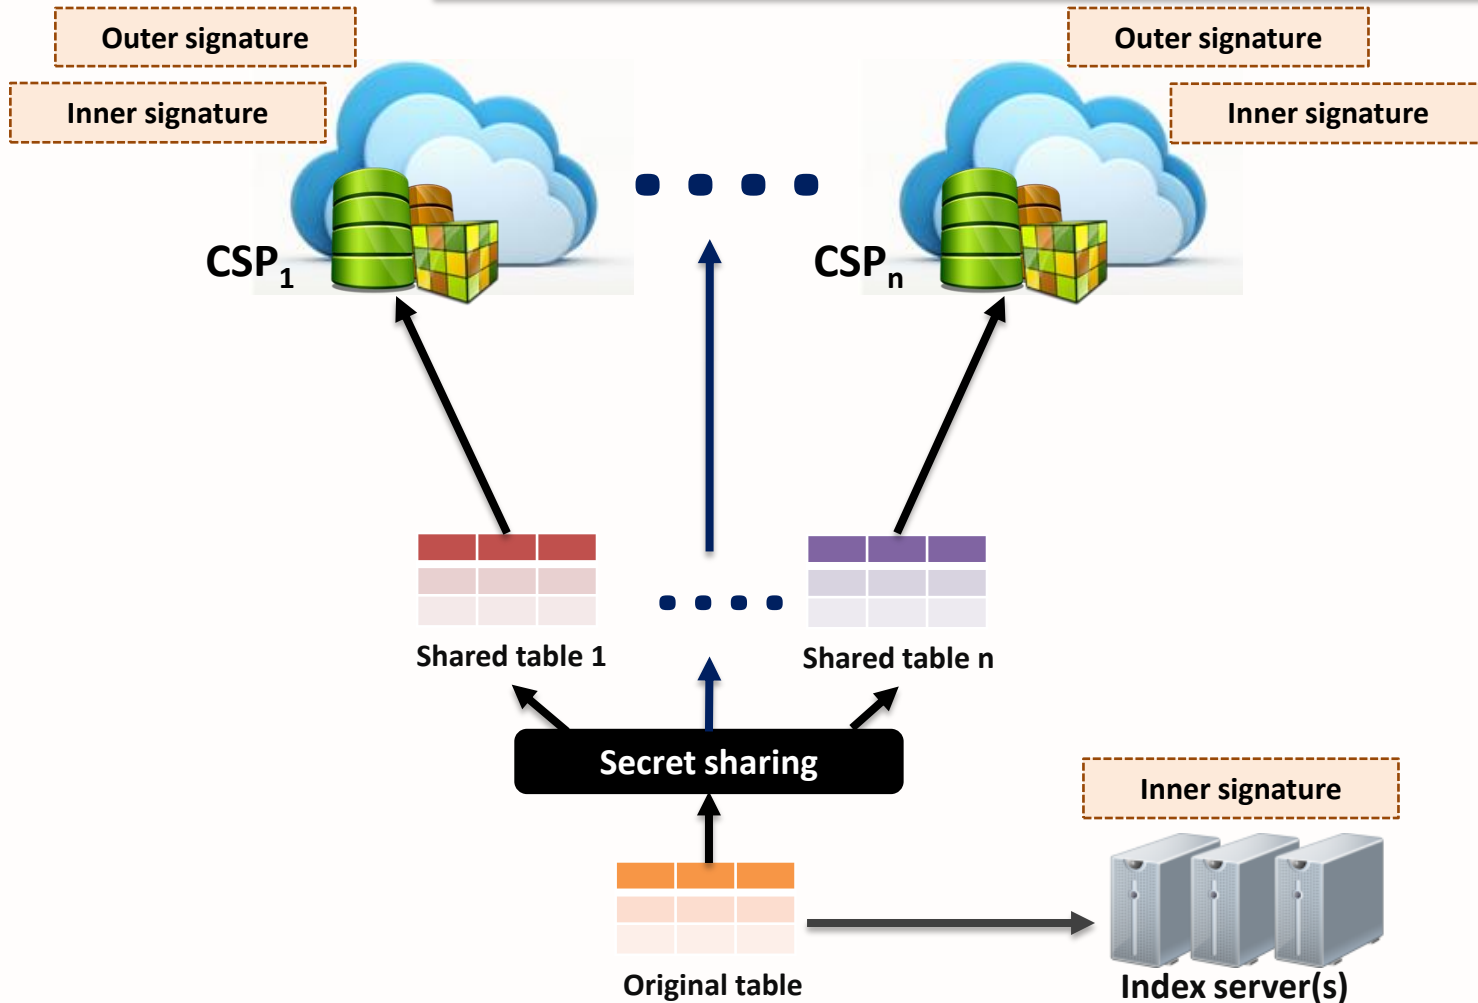 Outer signature
Outer signature
Inner signature
Inner signature
CSP1
CSPn
Shared table 1
Shared table n
Secret sharing
Inner signature
Original table
Index server(s)